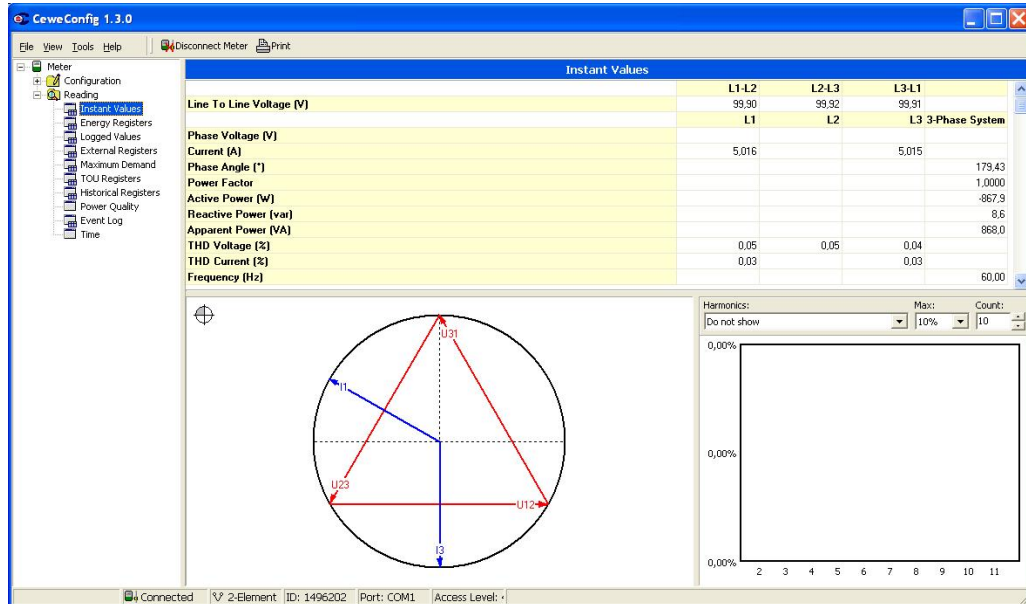 CeweConfig 1.3.0
File View Tools Help Disconnect Meter Print
Meter
Configuration
Reading
Instant Values
Energy Registers
Logged Values
External Registers
Maximum Demand
TOU Registers
Historical Registers
Power Quality
Event Log
Time
Instant Values
L1-L2 L2-L3 L3-L1
Line To Line Voltage (V) 99,90 99,92 99,91
L1 L2 L3 3-Phase System
Phase Voltage (V)
Current (A) 5,016 5,015
Phase Angle (°) 179,43
Power Factor 1,0000
Active Power (W) -867,9
Reactive Power (var) 8,6
Apparent Power (VA) 868,0
THD Voltage (%) 0,05 0,05 0,04
THD Current (%) 0,03 0,03
Frequency (Hz) 60,00
U31
I1
U23
U12
I3
Harmonics: Max: Count:
Do not show 10% 10
0,00%
0,00%
0,00%
2 3 4 5 6 7 8 9 10 11
Connected 2-Element ID: 1496202 Port: COM1 Access Level: